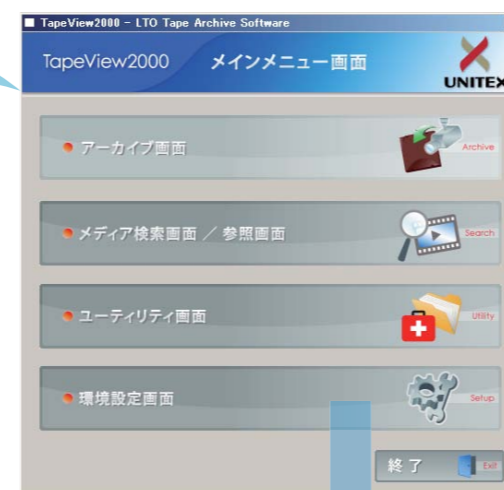 TapeView2000 - LTO Tape Archive Software
TapeView2000 メインメニュー画面
UNITEX
アーカイブ画面 Archive
メディア検索画面 / 参照画面 Search
ユーティリティ画面 Utility
環境設定画面 Setup
終了 Exit